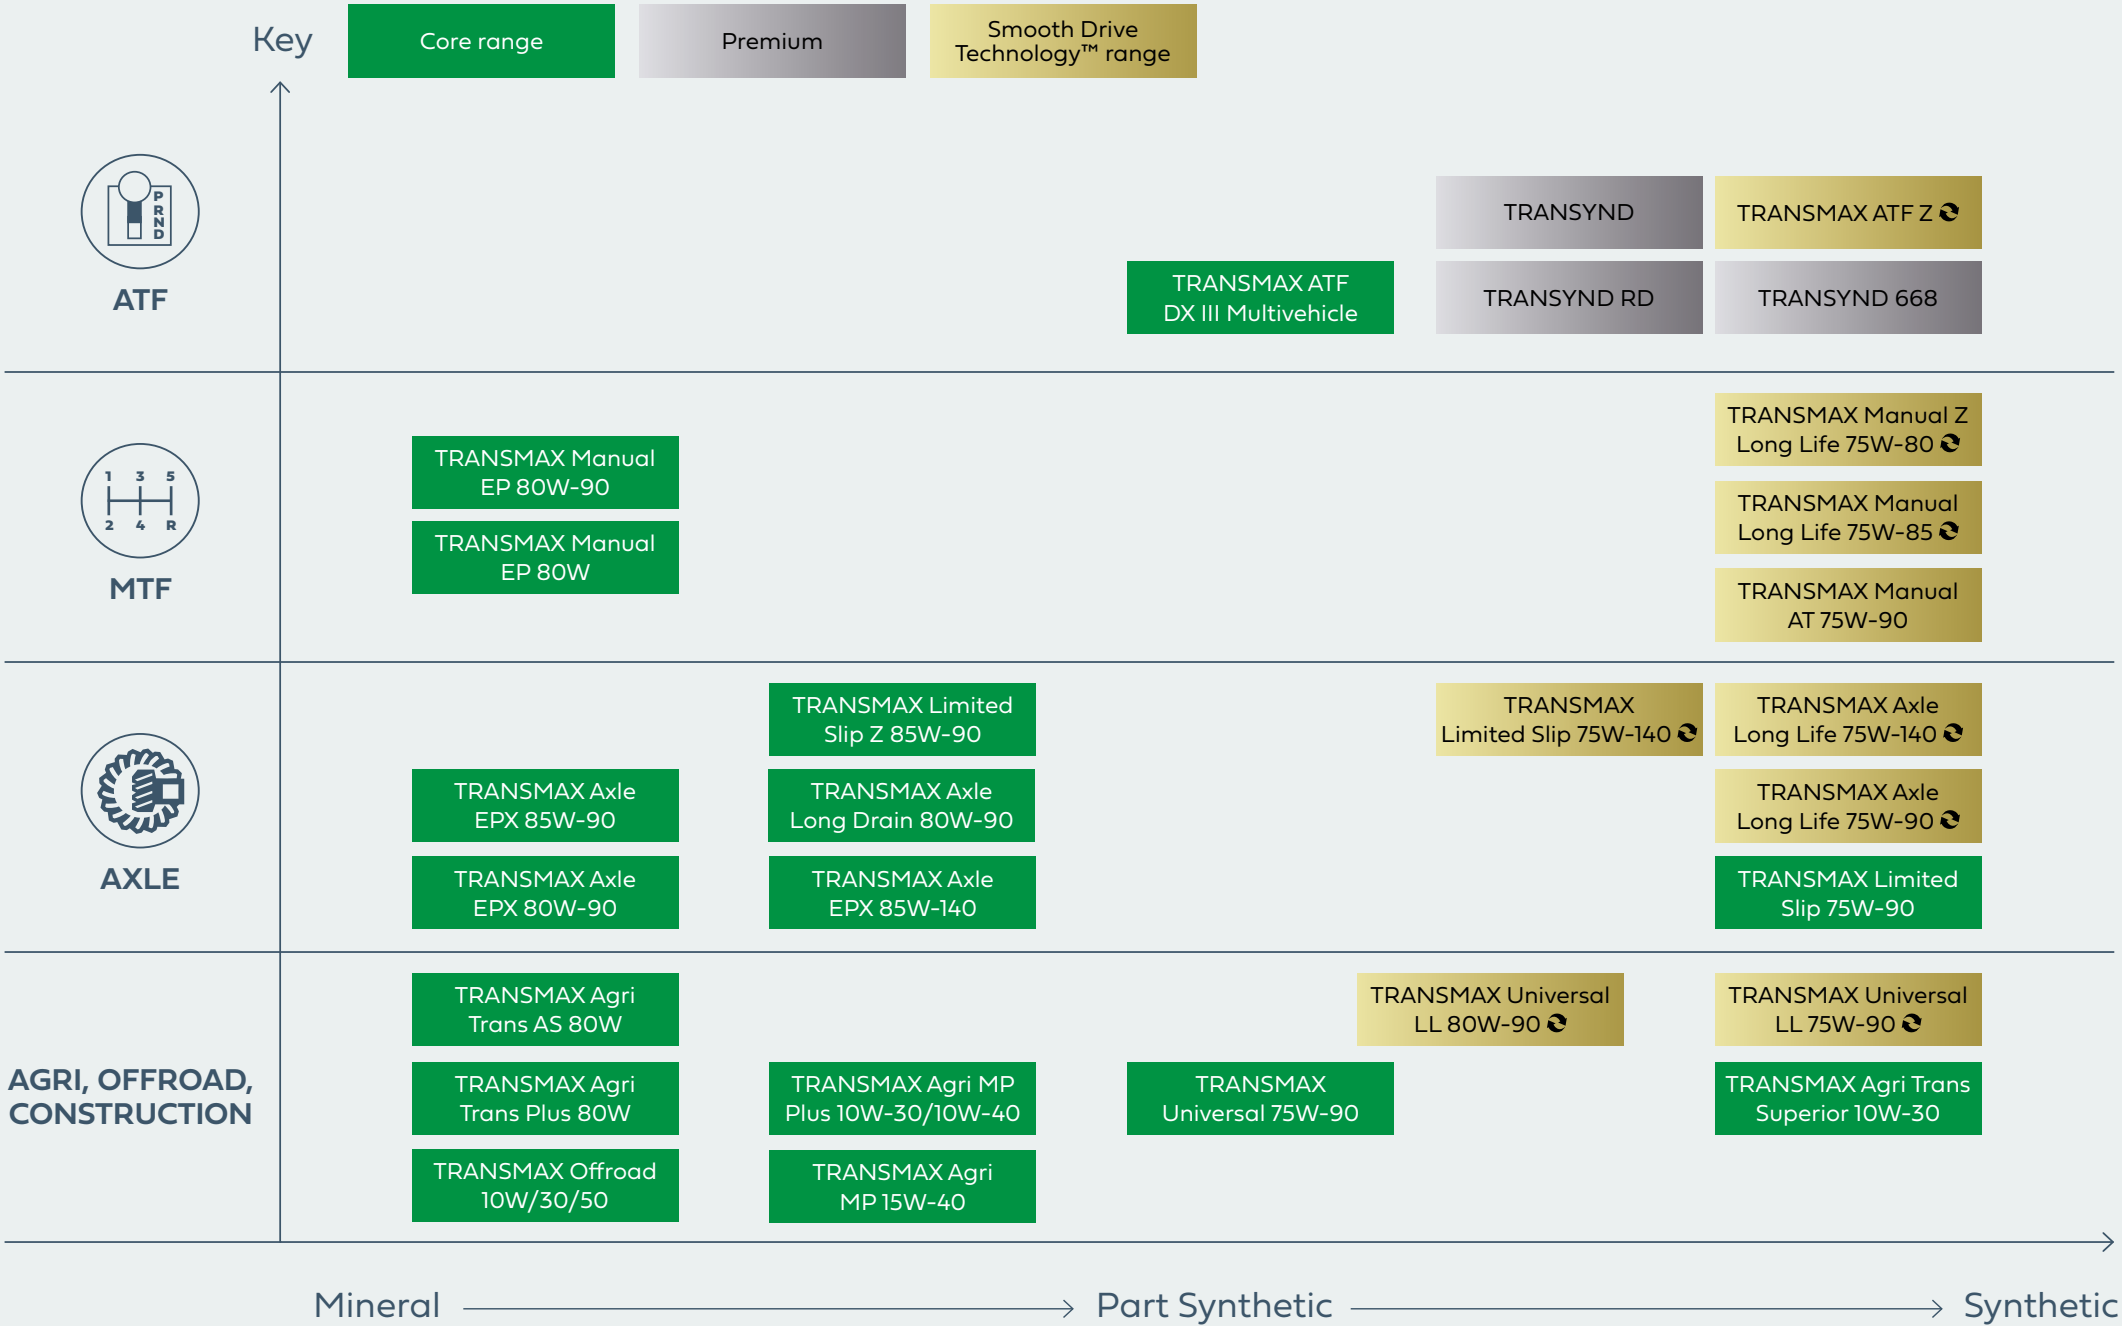 Key
Core range
Premium
Smooth Drive
Technology™ range
P
R
N
D
ATF
TRANSYND
TRANSMAX ATF Z
TRANSMAX ATF
DX III Multivehicle
TRANSYND RD
TRANSYND 668
1 3 5
2 4 R
MTF
TRANSMAX Manual
EP 80W-90
TRANSMAX Manual
EP 80W
TRANSMAX Manual Z
Long Life 75W-80
TRANSMAX Manual
Long Life 75W-85
TRANSMAX Manual
AT 75W-90
AXLE
TRANSMAX Limited
Slip Z 85W-90
TRANSMAX
Limited Slip 75W-140
TRANSMAX Axle
Long Life 75W-140
TRANSMAX Axle
EPX 85W-90
TRANSMAX Axle
Long Drain 80W-90
TRANSMAX Axle
Long Life 75W-90
TRANSMAX Axle
EPX 80W-90
TRANSMAX Axle
EPX 85W-140
TRANSMAX Limited
Slip 75W-90
AGRI, OFFROAD,
CONSTRUCTION
TRANSMAX Agri
Trans AS 80W
TRANSMAX Universal
LL 80W-90
TRANSMAX Universal
LL 75W-90
TRANSMAX Agri
Trans Plus 80W
TRANSMAX Agri MP
Plus 10W-30/10W-40
TRANSMAX
Universal 75W-90
TRANSMAX Agri Trans
Superior 10W-30
TRANSMAX Offroad
10W/30/50
TRANSMAX Agri
MP 15W-40
Mineral
Part Synthetic
Synthetic